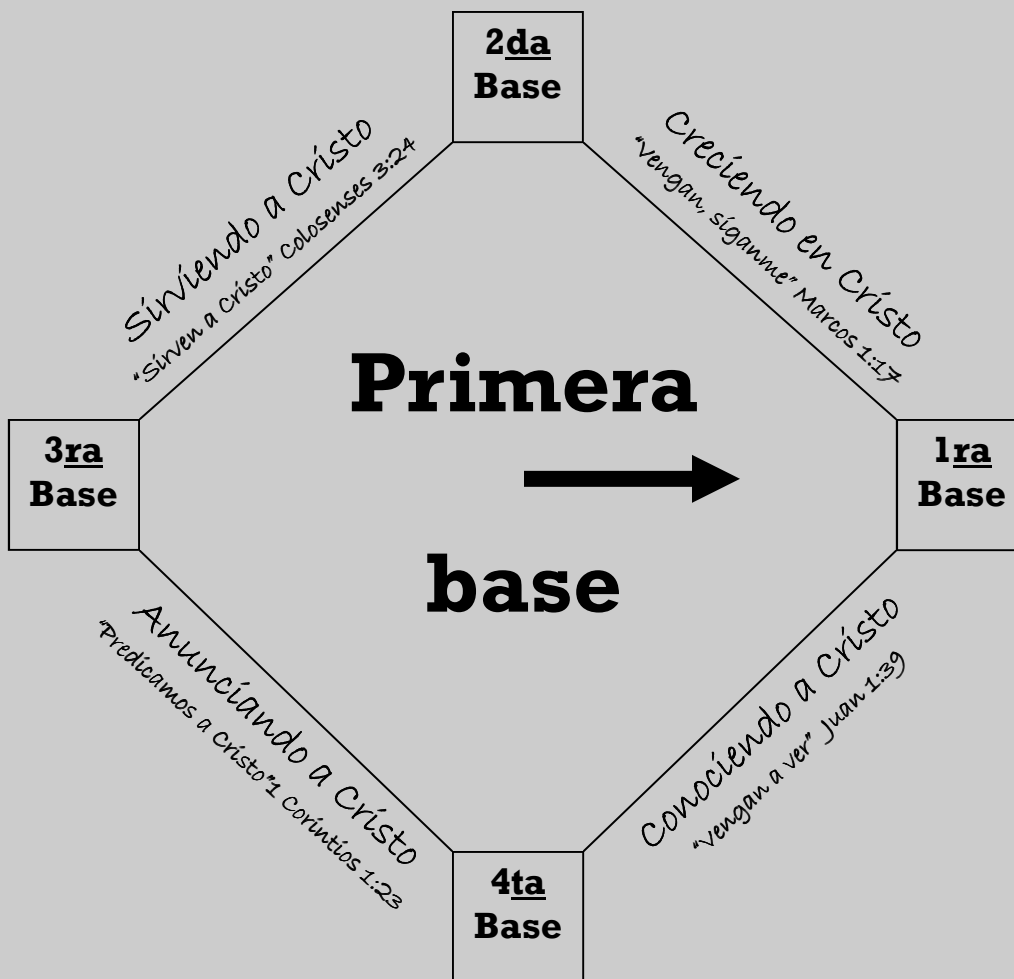 2da
Base
Sirviendo a Cristo
"Sirven a Cristo" Colosenses 3:24
Creciendo en Cristo
"Vengan, síganme" Marcos 1:17
Primera
3ra
Base
1ra
Base
base
Anunciando a Cristo
"Predicamos a Cristo"1 Corintios 1:23
Conociendo a Cristo
"Vengan a ver" Juan 1:39
4ta
Base